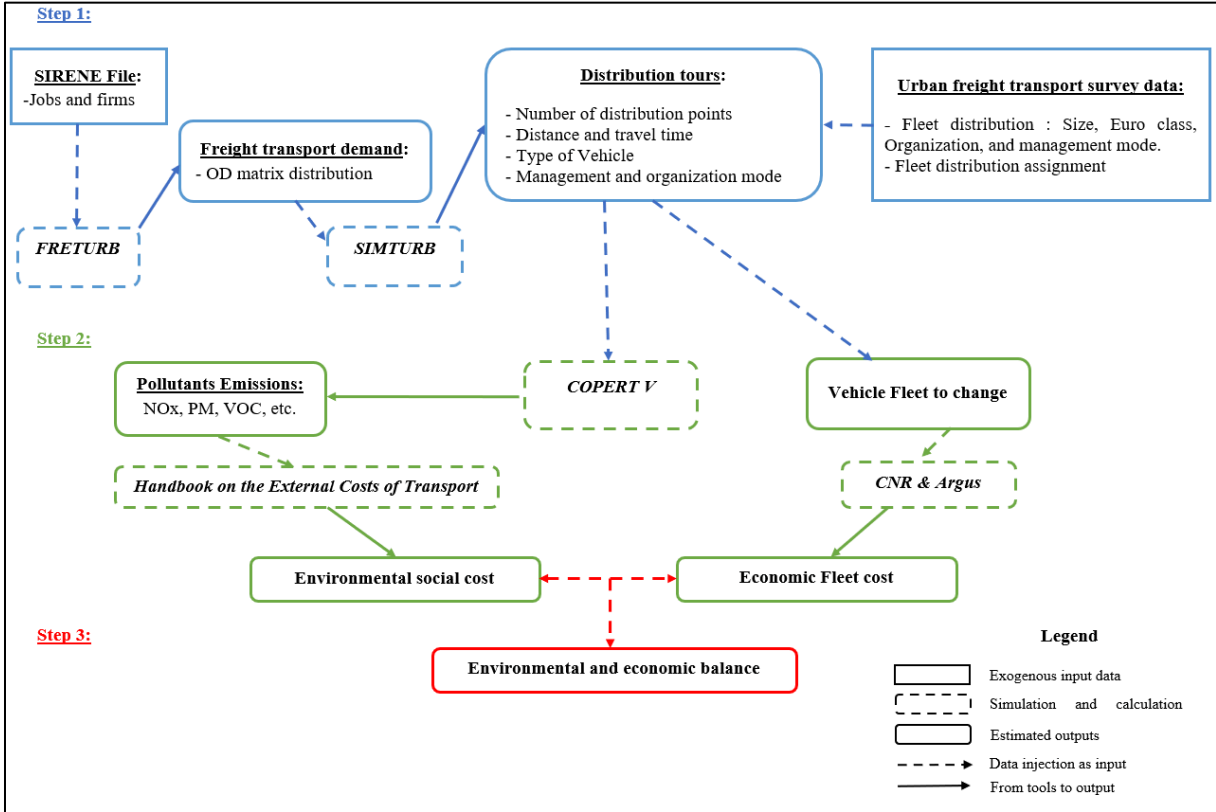 Step 1:
SIRENE File:
-Jobs and firms
Freight transport demand:
- OD matrix distribution
FRETURB
SIMTURB
Distribution tours:
- Number of distribution points
- Distance and travel time
- Type of Vehicle
- Management and organization mode
Urban freight transport survey data:
- Fleet distribution : Size, Euro class,
Organization, and management mode.
- Fleet distribution assignment
Step 2:
Pollutants Emissions:
NOx, PM, VOC, etc.
COPERT V
Vehicle Fleet to change
Handbook on the External Costs of Transport
CNR & Argus
Environmental social cost
Economic Fleet cost
Step 3:
Environmental and economic balance
Legend
Exogenous input data
Simulation and calculation
Estimated outputs
Data injection as input
From tools to output